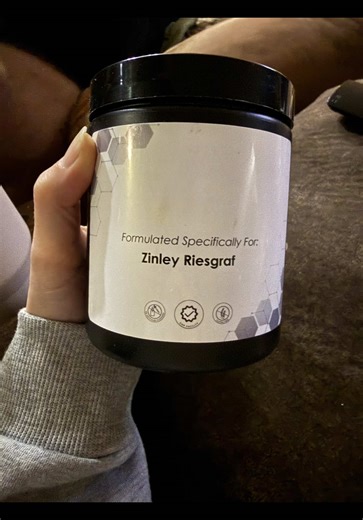 Formulated Specifically For:
Zinley Riesgraf